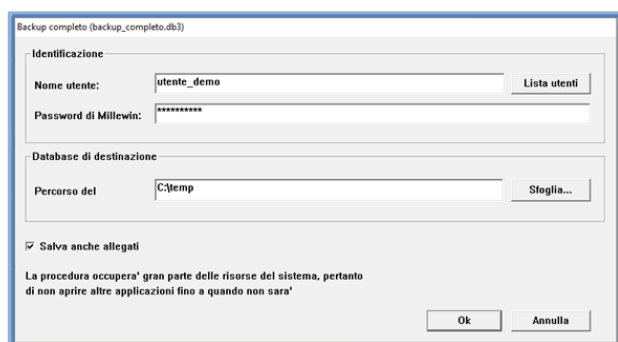 Backup completo (backup_completo.db3)
Identificazione
Nome utente: utente_demo Lista utenti
Password di Millewin: **********
Database di destinazione
Percorso del C:\temp Sfoglia...
Salva anche allegati
La procedura occupera' gran parte delle risorse del sistema, pertanto
di non aprire altre applicazioni fino a quando non sara'
Ok Annulla